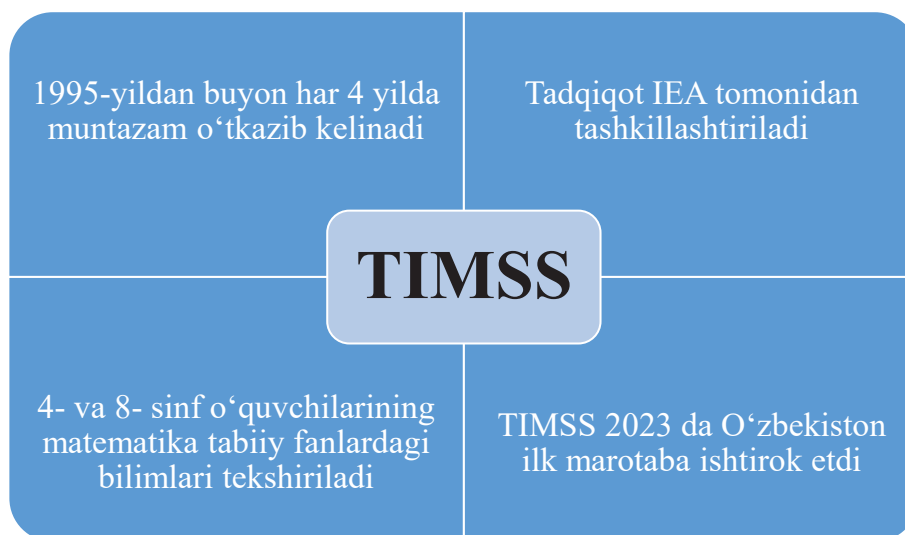 1995-yildan buyon har 4 yilda
muntazam o‘tkazib kelinadi
Tadqiqot IEA tomonidan
tashkillashtiriladi
TIMSS
4- va 8- sinf o‘quvchilarining
matematika tabiiy fanlardagi
bilimlari tekshiriladi
TIMSS 2023 da O‘zbekiston
ilk marotaba ishtirok etdi